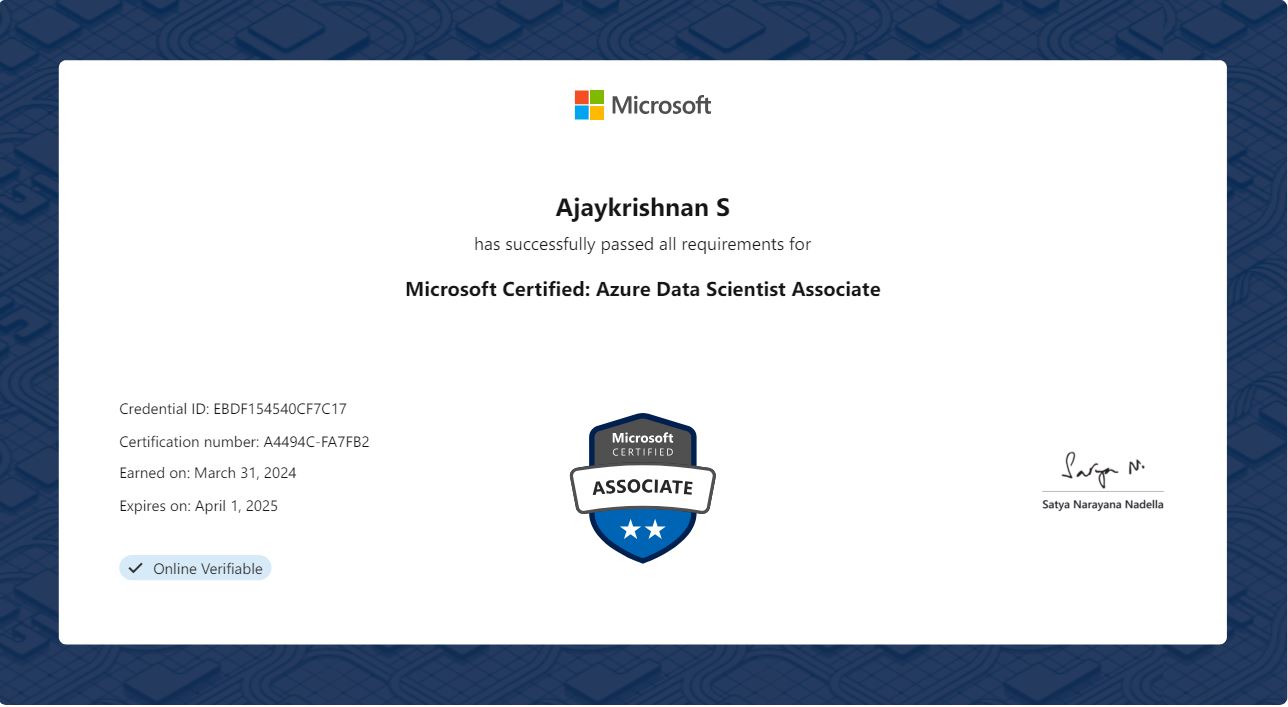 Microsoft
Ajaykrishnan S
has successfully passed all requirements for
Microsoft Certified: Azure Data Scientist Associate
Credential ID: EBDF154540CF7C17
Certification number: A4494C-FA7FB2
Earned on: March 31, 2024
Expires on: April 1, 2025
Online Verifiable
Microsoft
CERTIFIED
ASSOCIATE
Satya N.
Satya Narayana Nadella